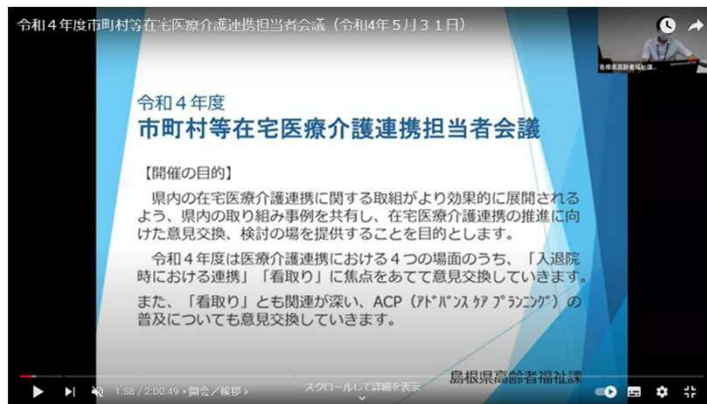 令和４年度市町村等在宅医療介護連携担当者会議（令和4年５月３１日）
島根県高齢者福祉課...
令和４年度
市町村等在宅医療介護連携担当者会議
【開催の目的】
県内の在宅医療介護連携に関する取組がより効果的に展開される
よう、県内の取り組み事例を共有し、在宅医療介護連携の推進に向
けた意見交換、検討の場を提供することを目的とします。
令和４年度は医療介護連携における４つの場面のうち、「入退院
時における連携」「看取り」に焦点をあてて意見交換していきます。
また、「看取り」とも関連が深い、ACP（ｱﾄﾞﾊﾞﾝｽ ｹｱ ﾌﾟﾗﾝﾆﾝｸﾞ）の
普及についても意見交換していきます。
島根県高齢者福祉課
1:58 / 2:00:49・開会／挨拶 ›
スクロールして詳細を表示